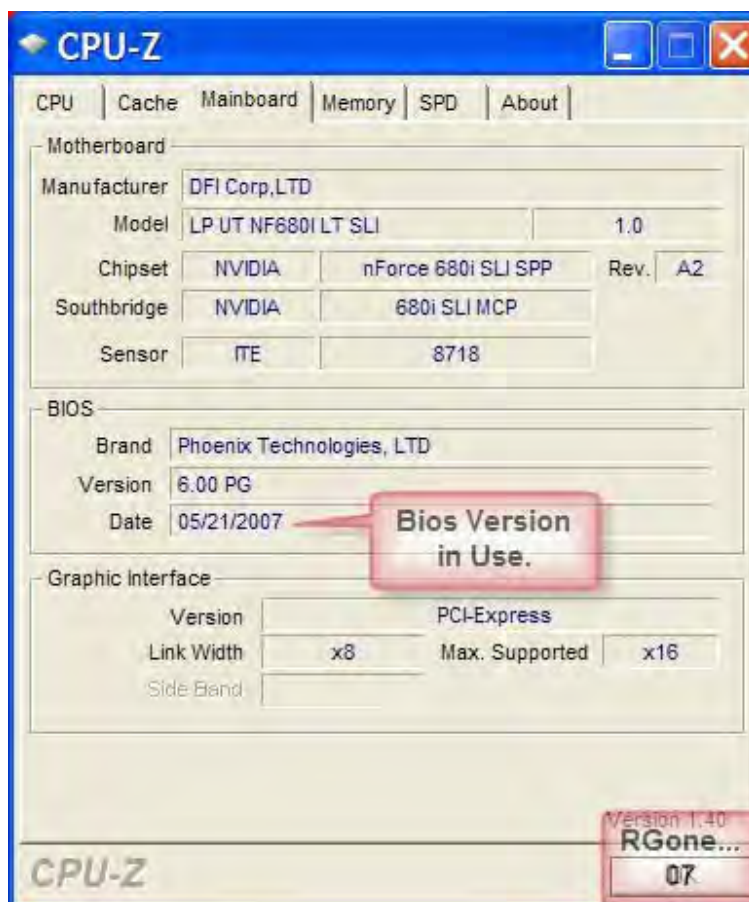 CPU-Z
CPU Cache Mainboard Memory SPD About
Motherboard
Manufacturer DFI Corp,LTD
Model LP UT NF680I LT SLI 1.0
Chipset NVIDIA nForce 680i SLI SPP Rev. A2
Southbridge NVIDIA 680i SLI MCP
Sensor ITE 8718
BIOS
Brand Phoenix Technologies, LTD
Version 6.00 PG
Date 05/21/2007
Bios Version
in Use.
Graphic Interface
Version PCI-Express
Link Width x8 Max. Supported x16
Side Band
Version 1.40
RGone...
CPU-Z
07